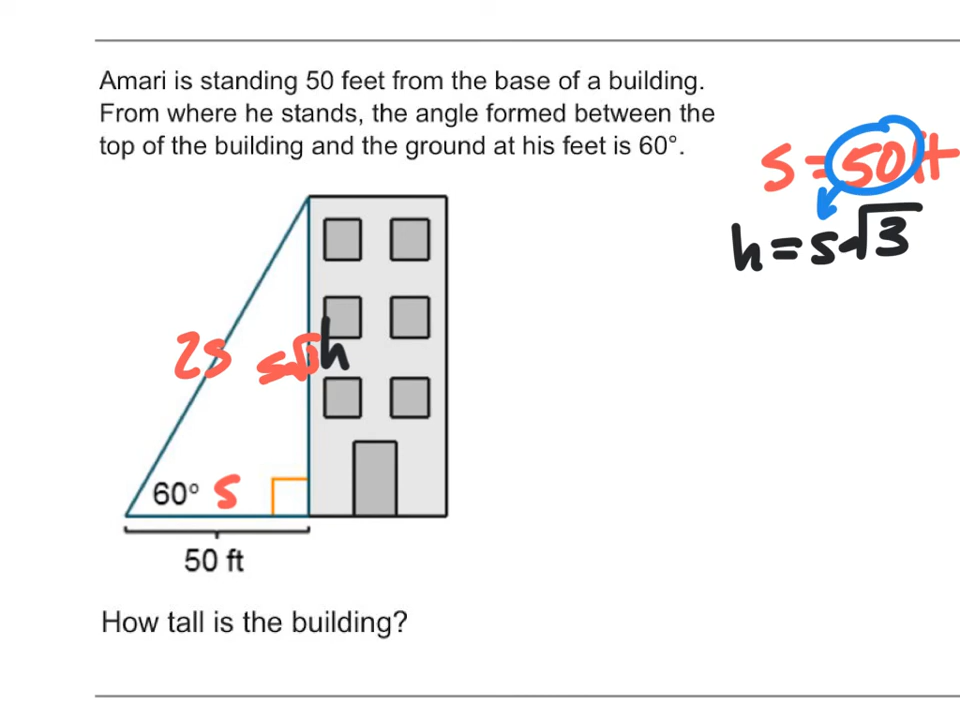 Amari is standing 50 feet from the base of a building.
From where he stands, the angle formed between the
top of the building and the ground at his feet is 60°.
s = 50ft
h = s√3
2s
s√3
h
60°
s
50 ft
How tall is the building?